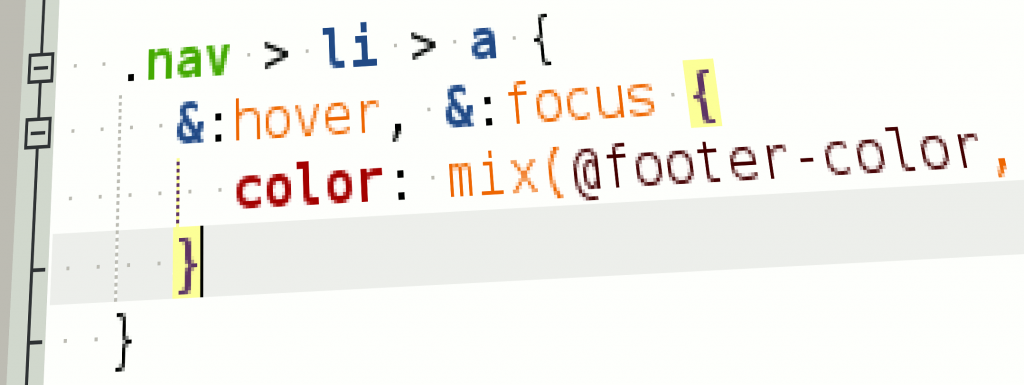 .nav > li > a {
&:hover, &:focus {
color: mix(@footer-color,
}
}